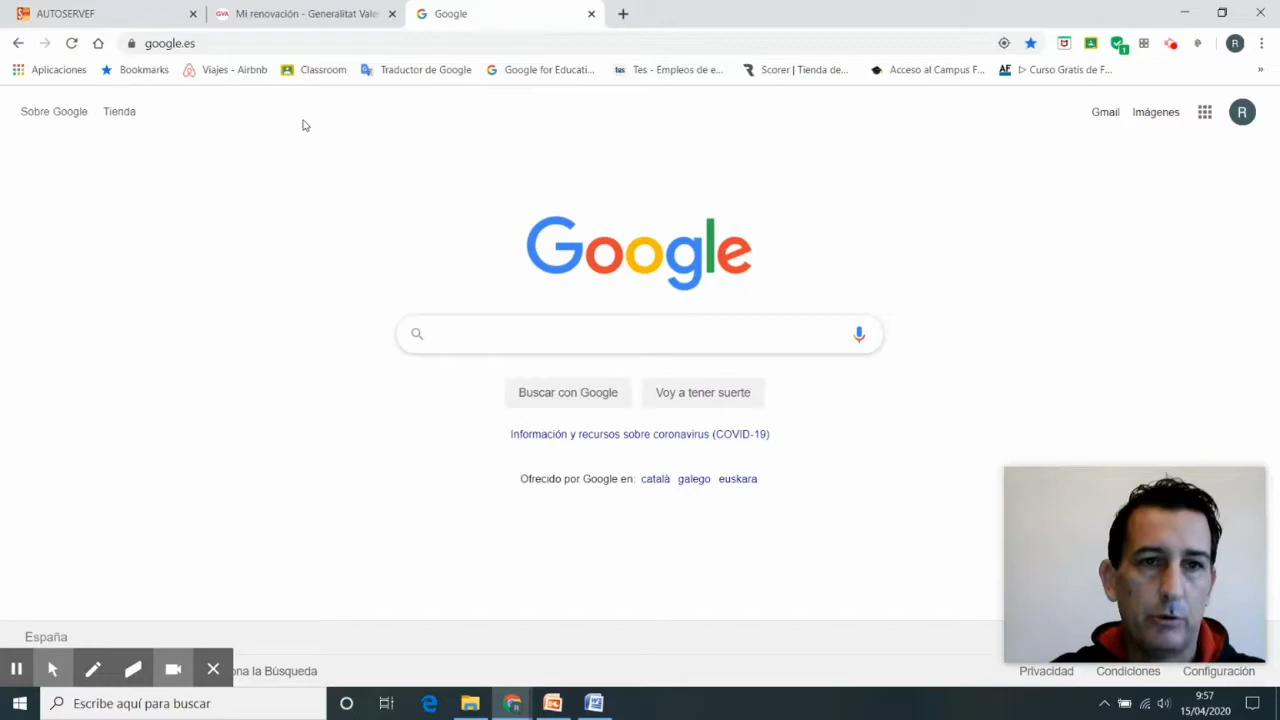 AUTOSERVEF
Mi renovación - Generalitat Vale
Google
google.es
1
R
Aplicaciones
Bookmarks
Viajes - Airbnb
Classroom
Traductor de Google
Google for Educati...
tes
Tes - Empleos de e...
Scorer | Tienda de...
Acceso al Campus F...
AF
▷ Curso Gratis de F...
»
Sobre Google
Tienda
Gmail
Imágenes
R
Google
Buscar con Google
Voy a tener suerte
Información y recursos sobre coronavirus (COVID-19)
Ofrecido por Google en: català galego euskara
España
ona la Búsqueda
Privacidad
Condiciones
Configuración
Escribe aquí para buscar
9:57
15/04/2020